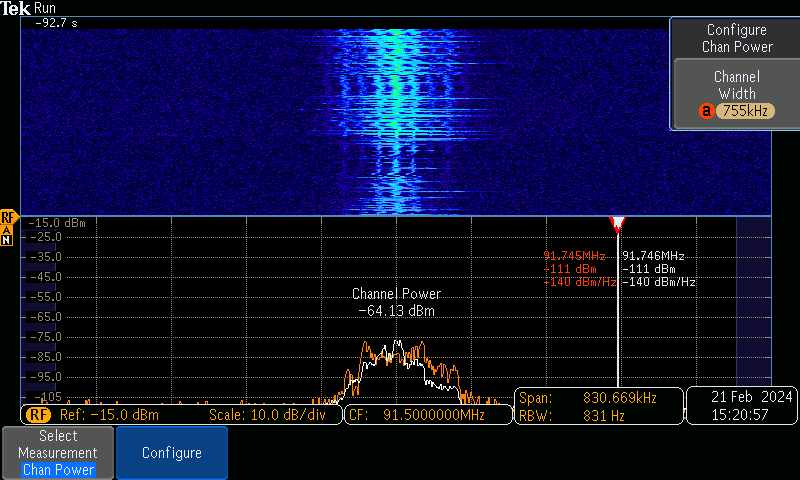 Tek Run
-92.7 s
Configure
Chan Power
Channel
Width
a 755kHz
RF
A
N
-15.0 dBm
-25.0
-35.0
-45.0
-55.0
-65.0
-75.0
-85.0
-95.0
-105
91.745MHz
-111 dBm
-140 dBm/Hz
91.746MHz
-111 dBm
-140 dBm/Hz
Channel Power
-64.13 dBm
RF Ref: -15.0 dBm Scale: 10.0 dB/div
CF: 91.5000000MHz
Span: 830.669kHz
RBW: 831 Hz
21 Feb 2024
15:20:57
Select
Measurement
Chan Power
Configure